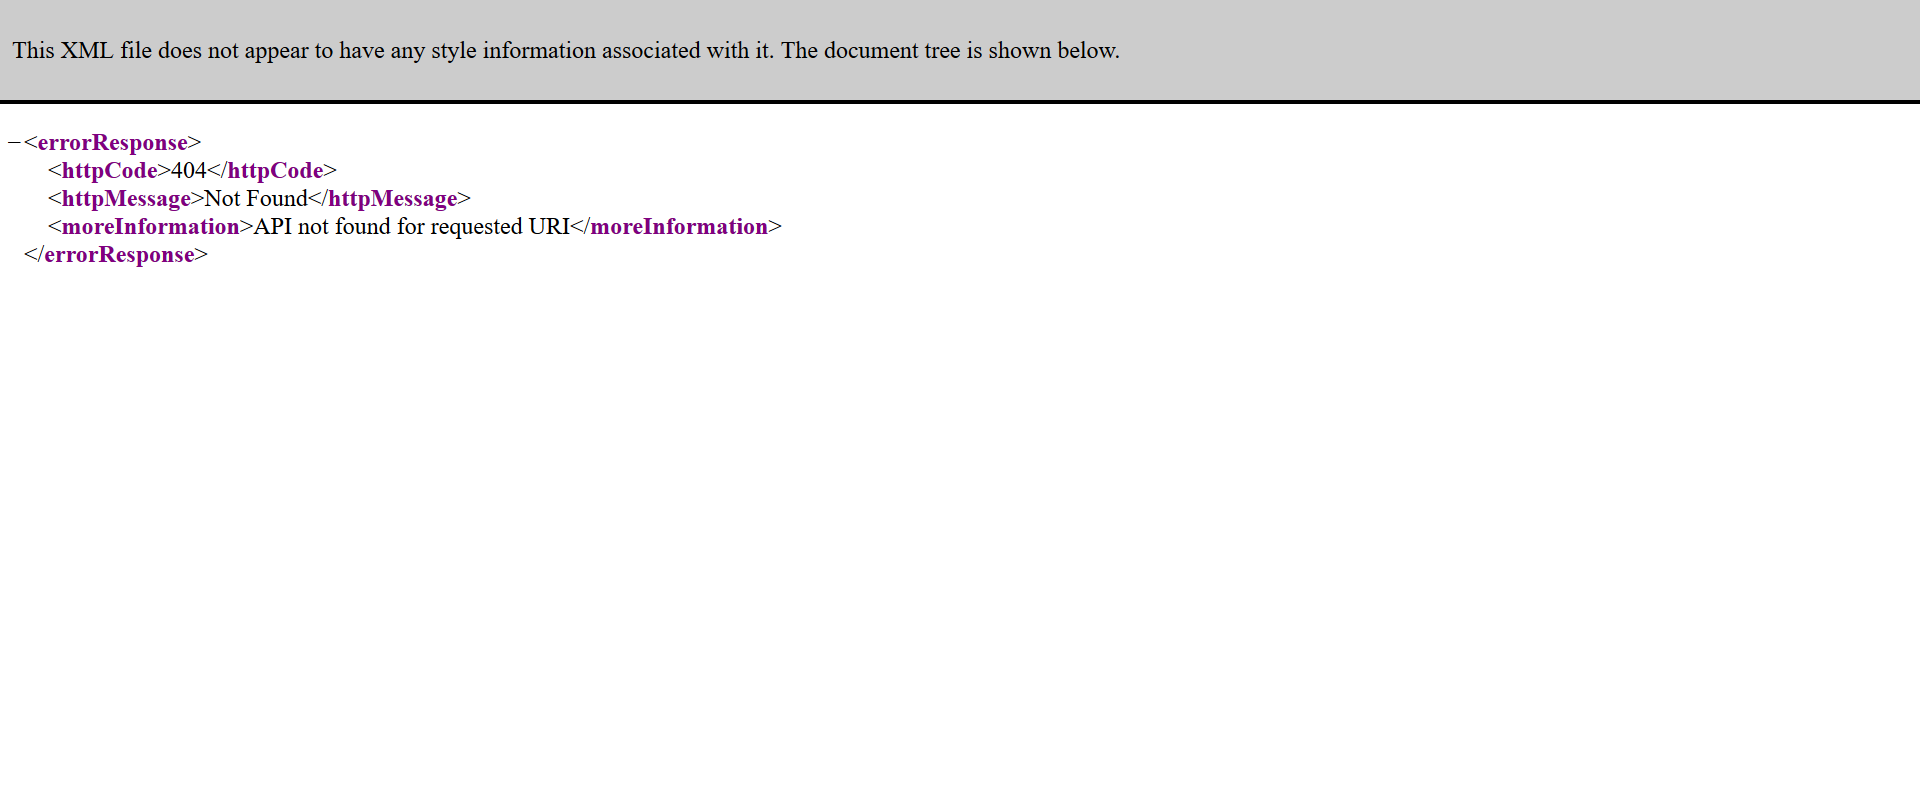 This XML file does not appear to have any style information associated with it. The document tree is shown below.
−<errorResponse>
<httpCode>404</httpCode>
<httpMessage>Not Found</httpMessage>
<moreInformation>API not found for requested URI</moreInformation>
</errorResponse>